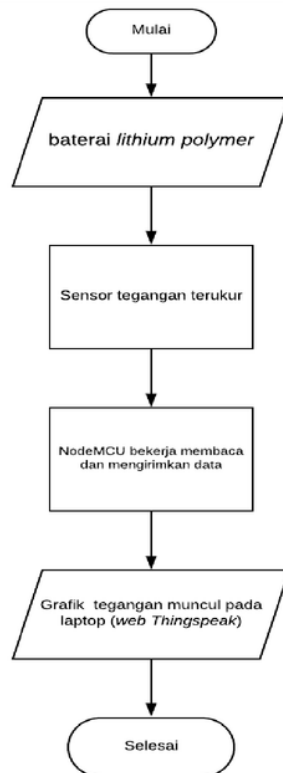 Mulai
baterai lithium polymer
Sensor tegangan terukur
NodeMCU bekerja membaca
dan mengirimkan data
Grafik tegangan muncul pada
laptop (web Thingspeak)
Selesai